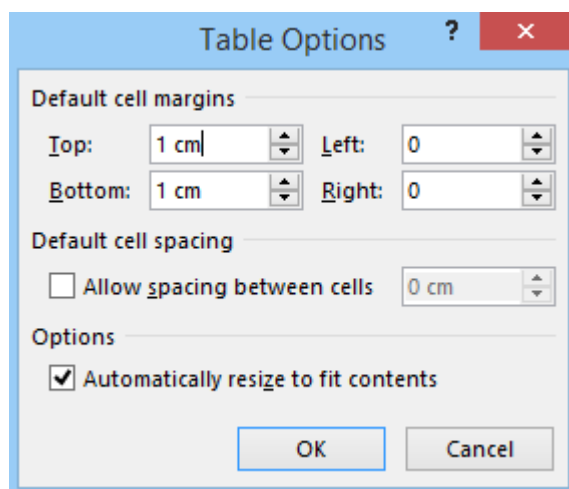 Table Options ? ×
Default cell margins
Top: 1 cm Left: 0
Bottom: 1 cm Right: 0
Default cell spacing
Allow spacing between cells 0 cm
Options
Automatically resize to fit contents
OK Cancel